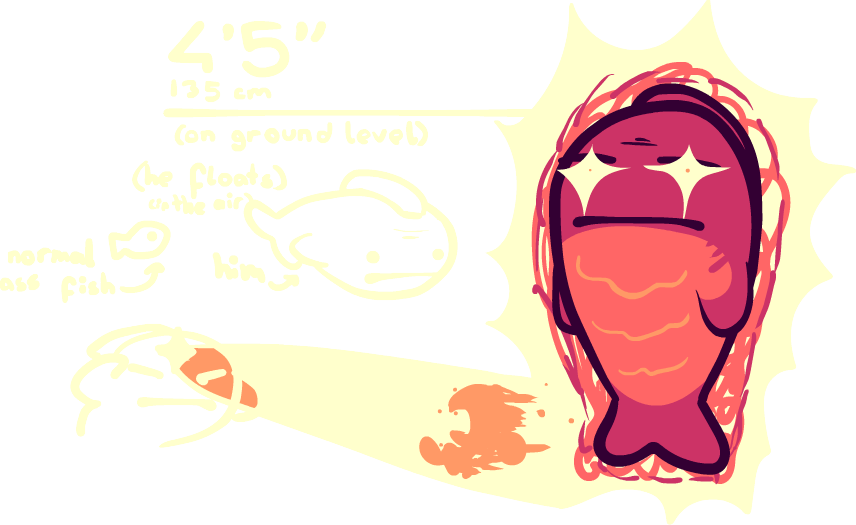 4'5"
135 cm
(on ground level)
(he floats)
in the air)
normal
ass fish
him